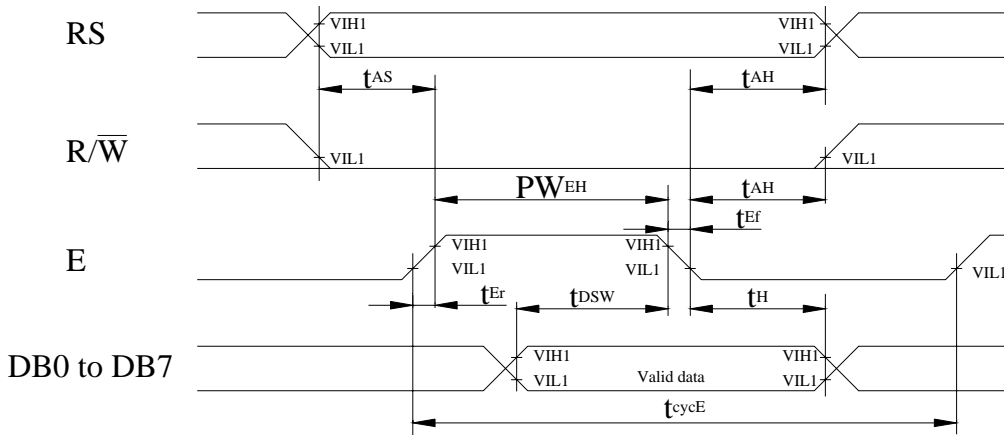 RS
VIH1
VIH1
VIL1
VIL1
tAS
tAH
R/W̅
VIL1
VIL1
PWEH
tAH
tEf
E
VIH1
VIH1
VIL1
VIL1
VIL1
tEr
tDSW
tH
DB0 to DB7
VIH1
VIH1
VIL1
Valid data
VIL1
tcycE